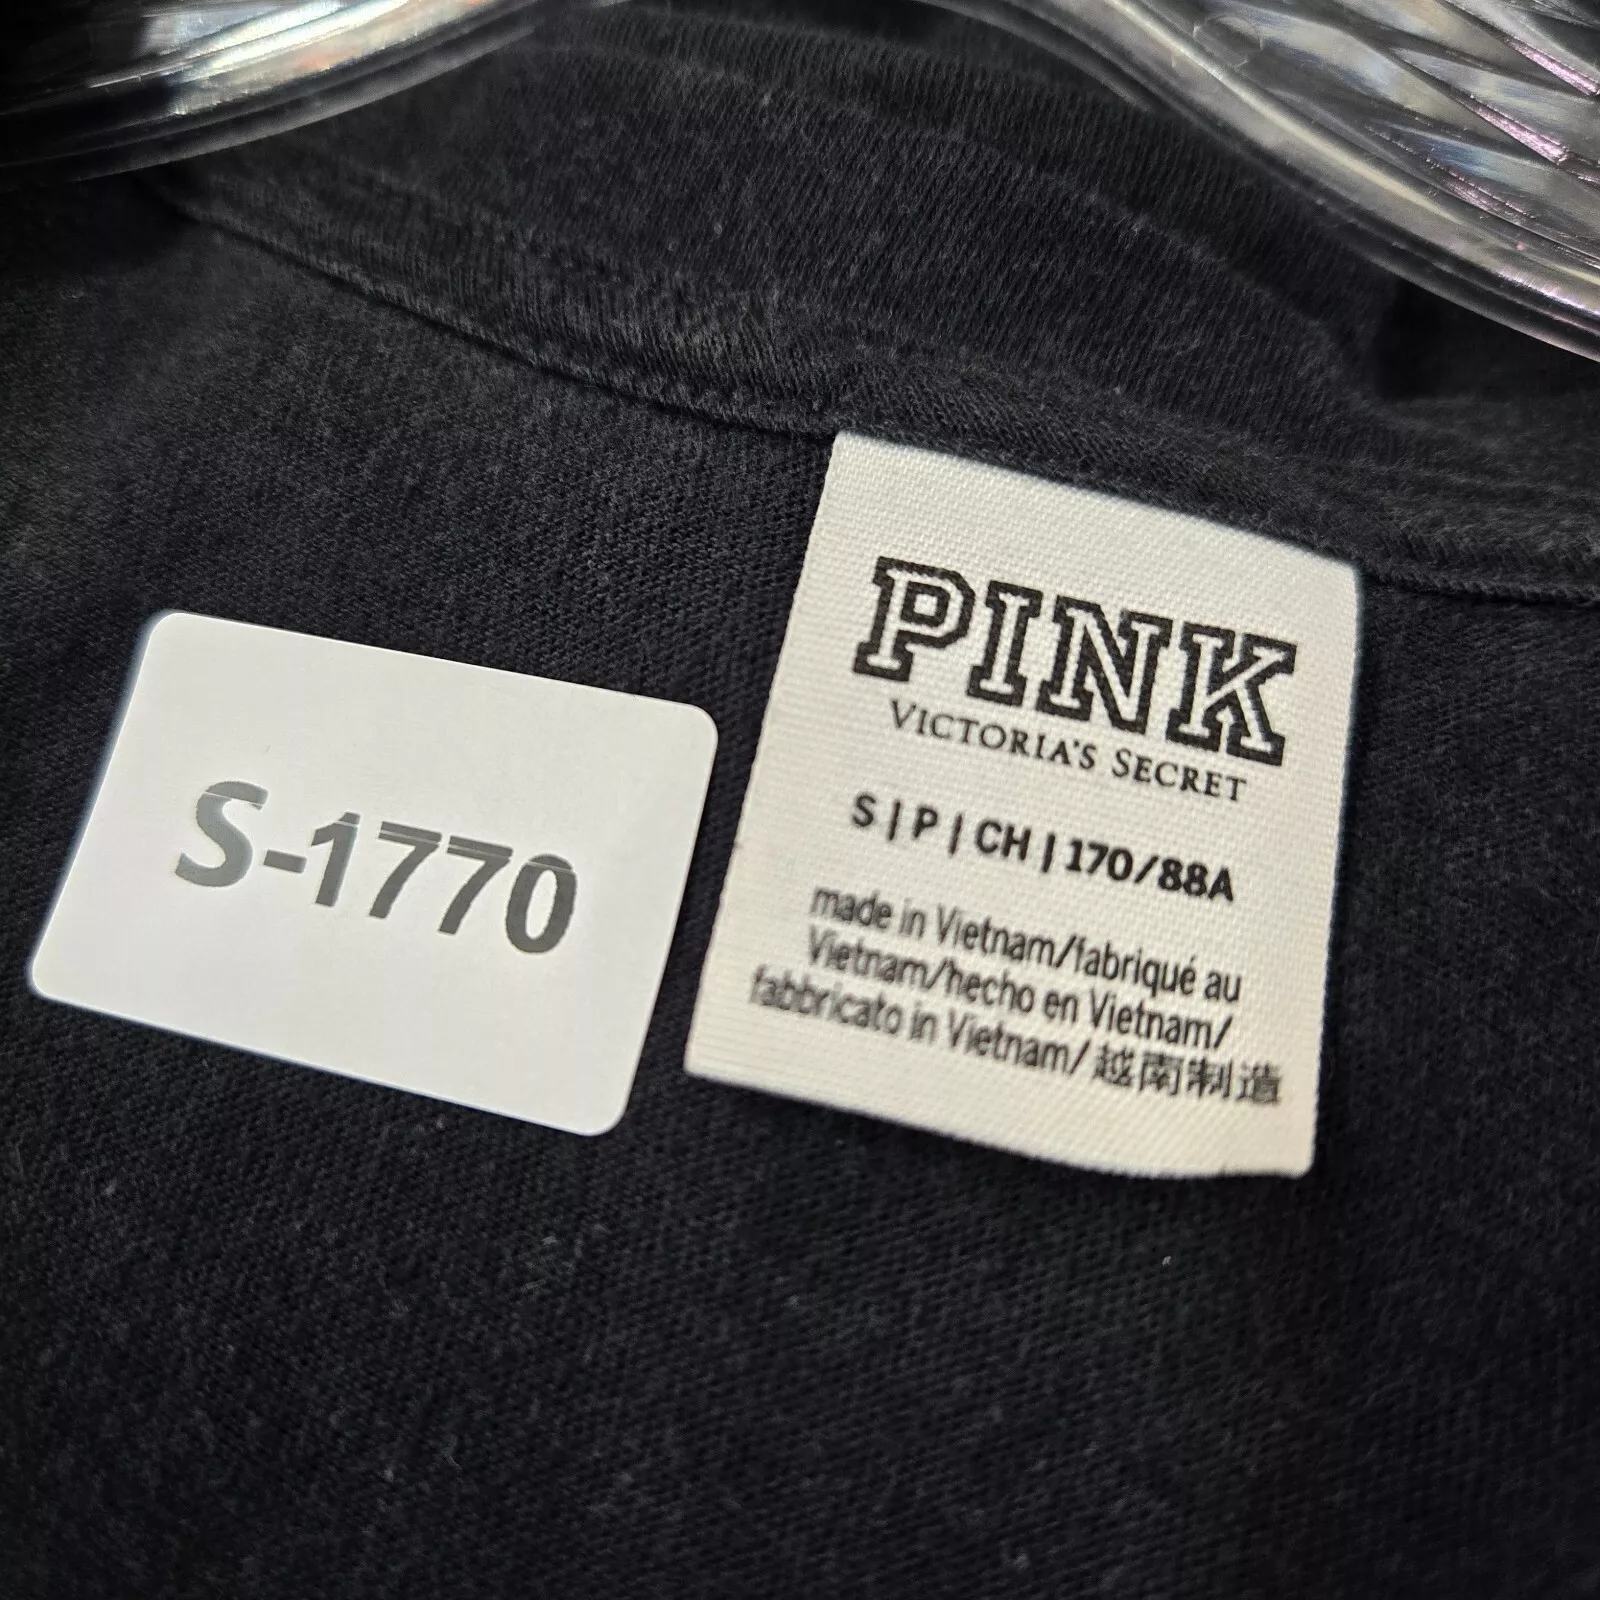 S-1770
PINK
VICTORIA'S SECRET
S | P | CH | 170/88A
made in Vietnam/fabriqué au
Vietnam/hecho en Vietnam/
fabbricato in Vietnam/越南制造